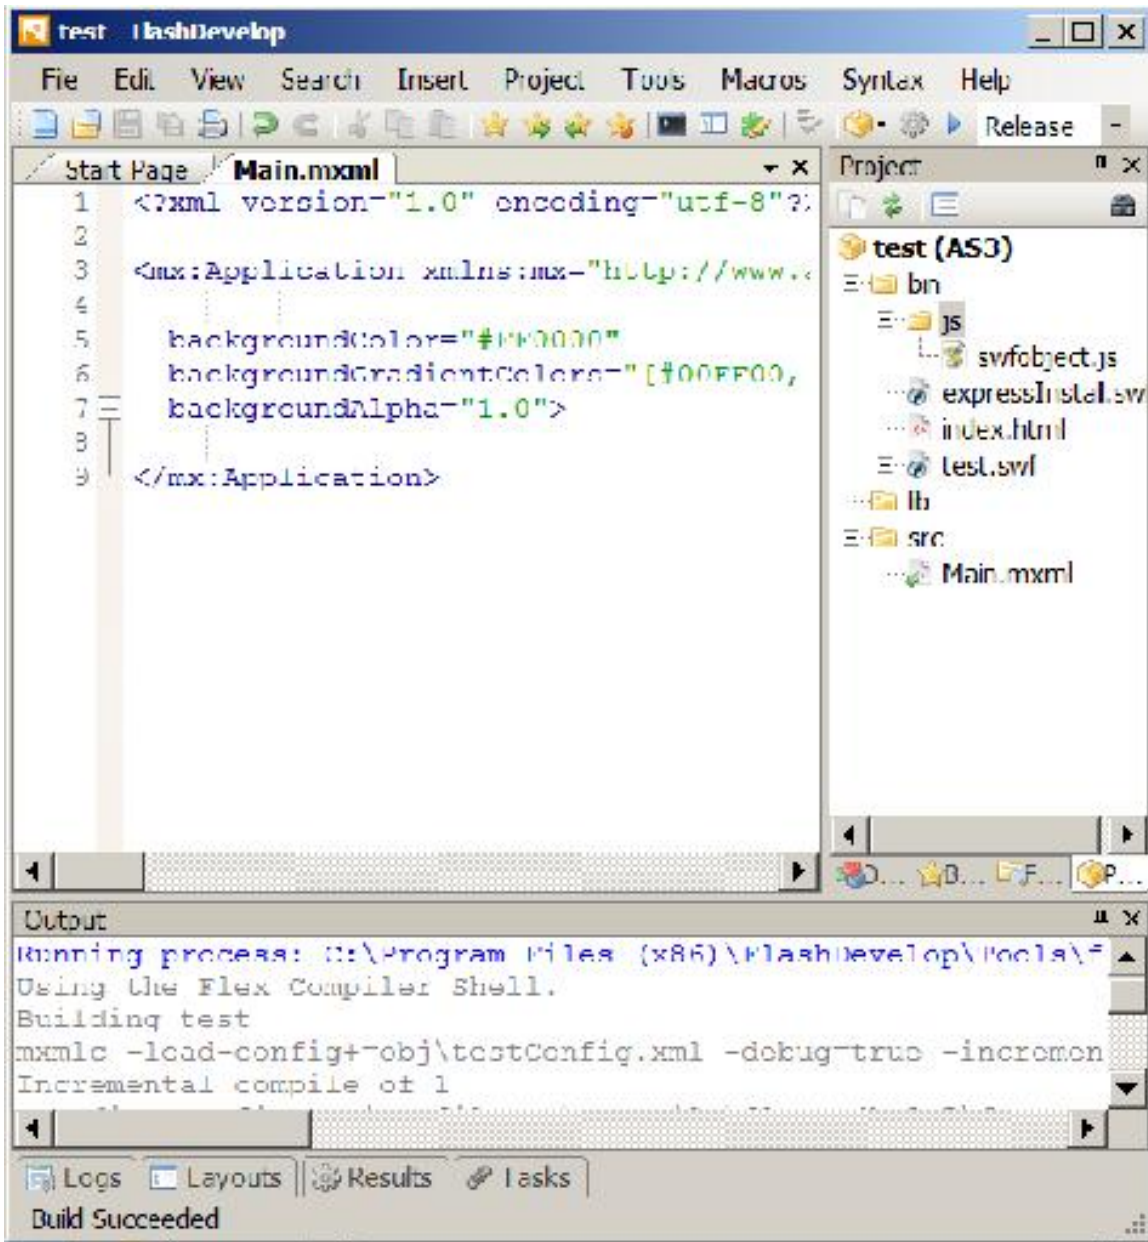 test FlashDevelop
File Edit View Search Insert Project Tools Macros Syntax Help
Release
Start Page Main.mxml
1 <?xml version="1.0" encoding="utf-8"?>
2
3 <mx:Application xmlns:mx="http://www.a
4
5 backgroundColor="#FF0000"
6 backgroundGradientColors="[#00FF00,
7 backgroundAlpha="1.0">
8
9 </mx:Application>
Project
test (AS3)
bin
js
swfobject.js
expressInstall.sw
index.html
test.swf
lib
src
Main.mxml
D... B... F... P...
Output
Running process: C:\Program Files (x86)\FlashDevelop\Tools\f
Using the Flex Compiler Shell.
Building test
mxmlc -load-config+=obj\testConfig.xml -debug=true -incremen
Incremental compile of 1
Logs Layouts Results Tasks
Build Succeeded